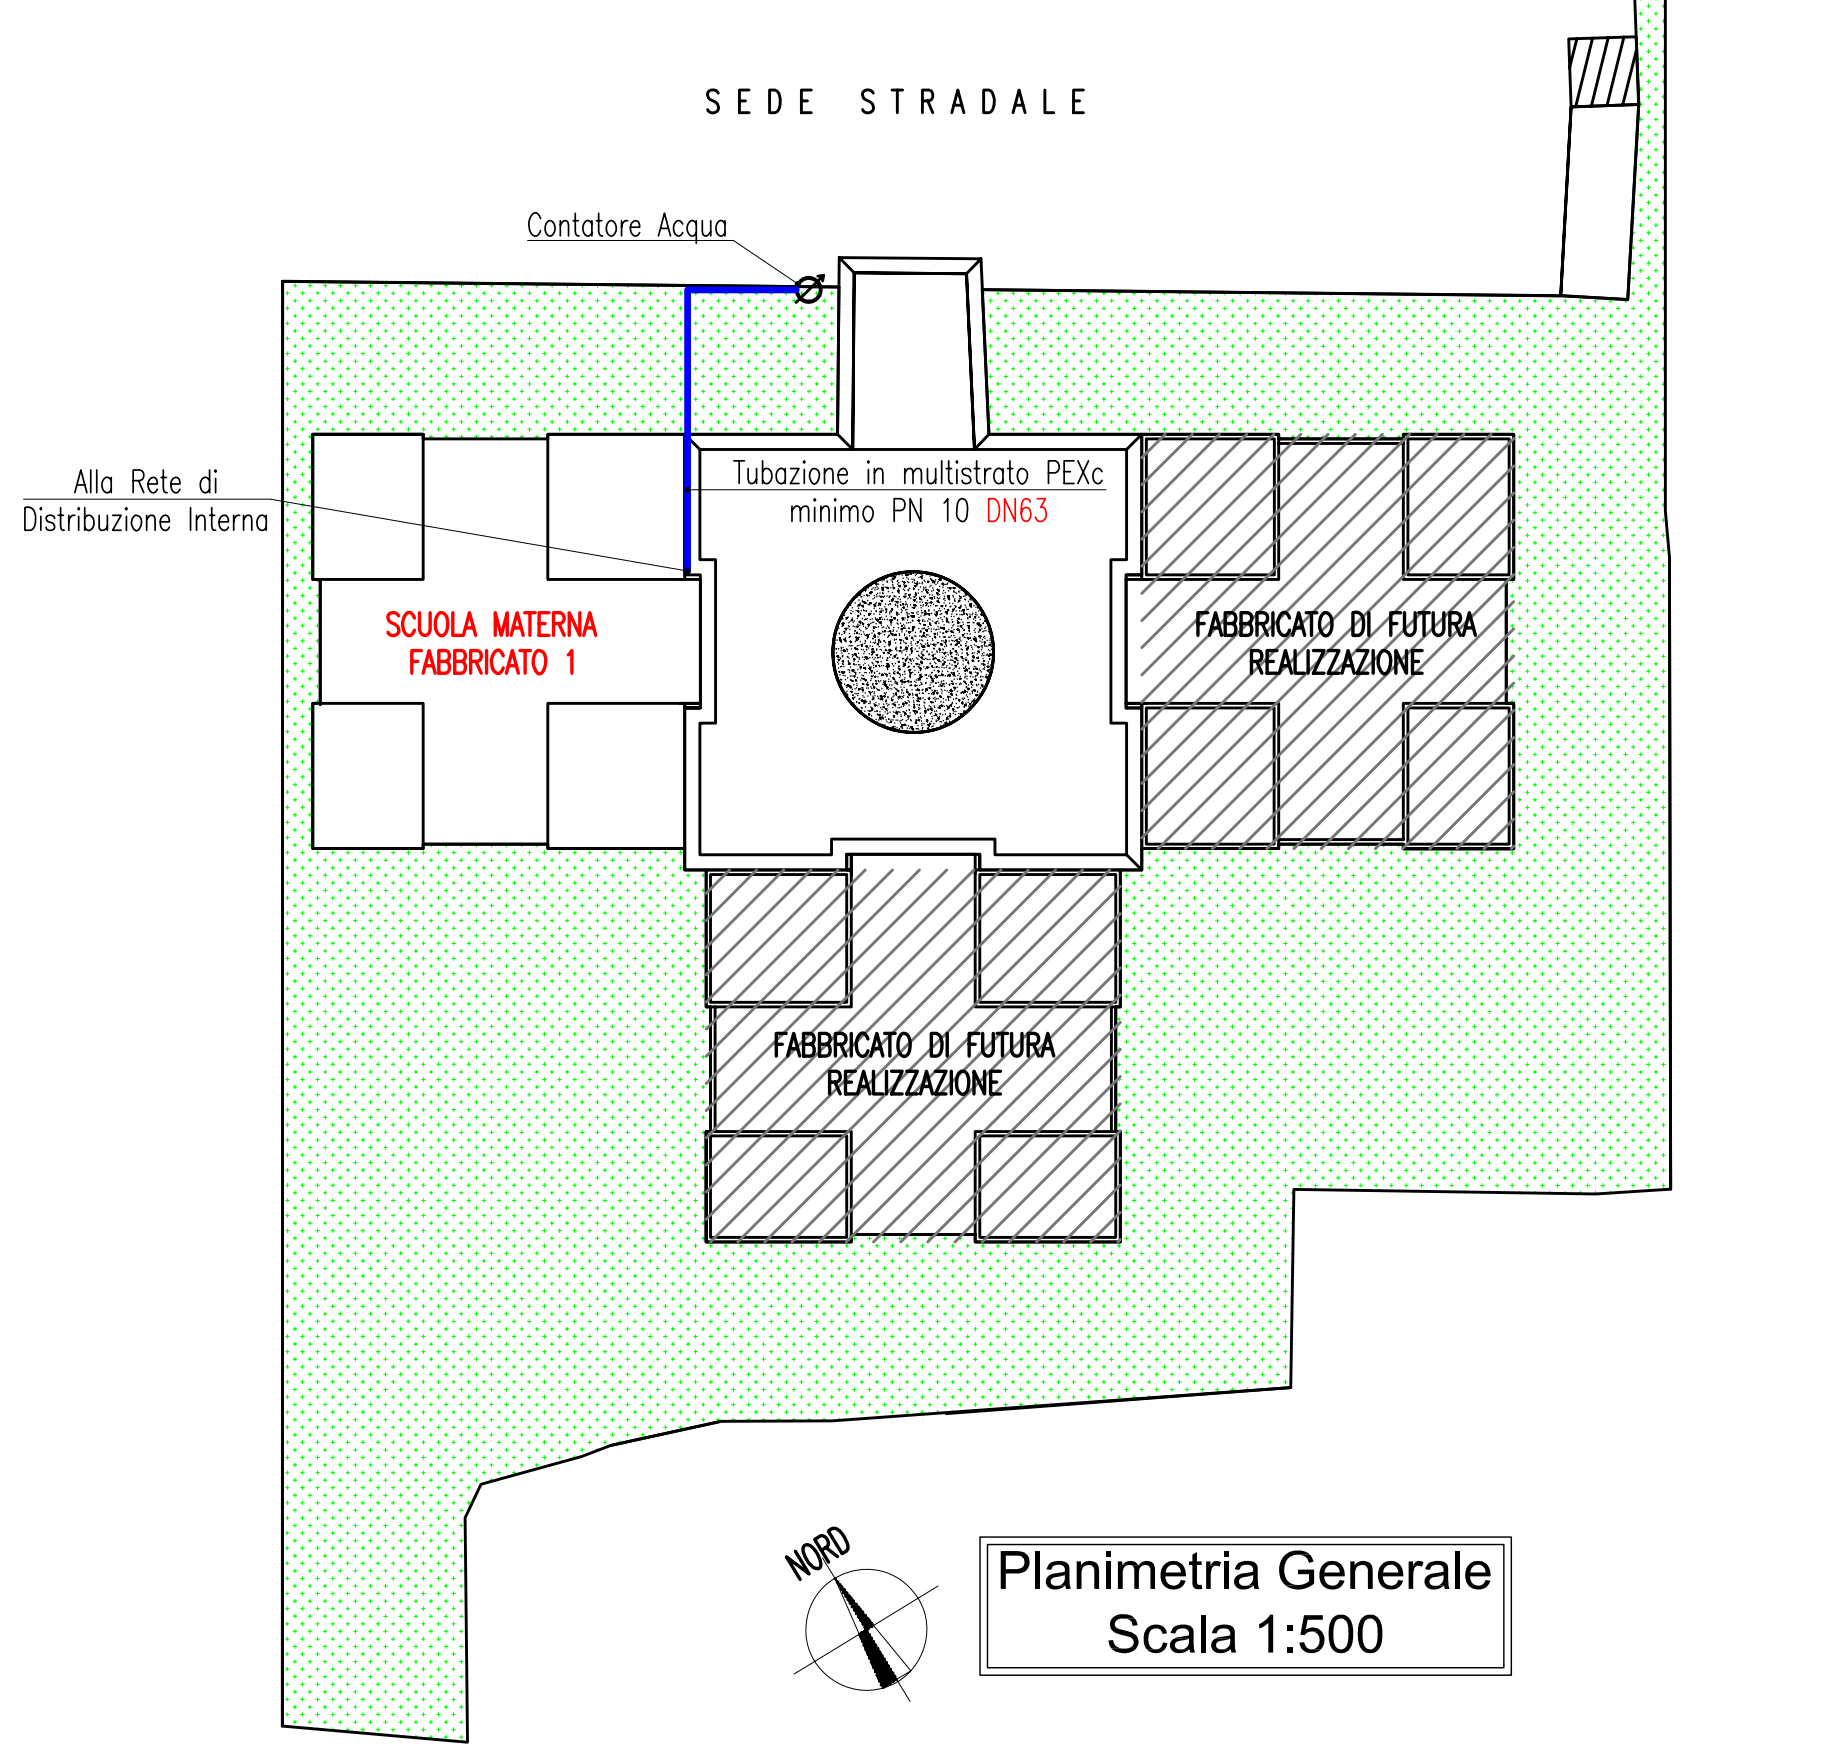 SEDE STRADALE
Contatore Acqua
Alla Rete di
Distribuzione Interna
Tubazione in multistrato PEXc
minimo PN 10 DN63
SCUOLA MATERNA
FABBRICATO 1
FABBRICATO DI FUTURA
REALIZZAZIONE
FABBRICATO DI FUTURA
REALIZZAZIONE
NORD
Planimetria Generale
Scala 1:500